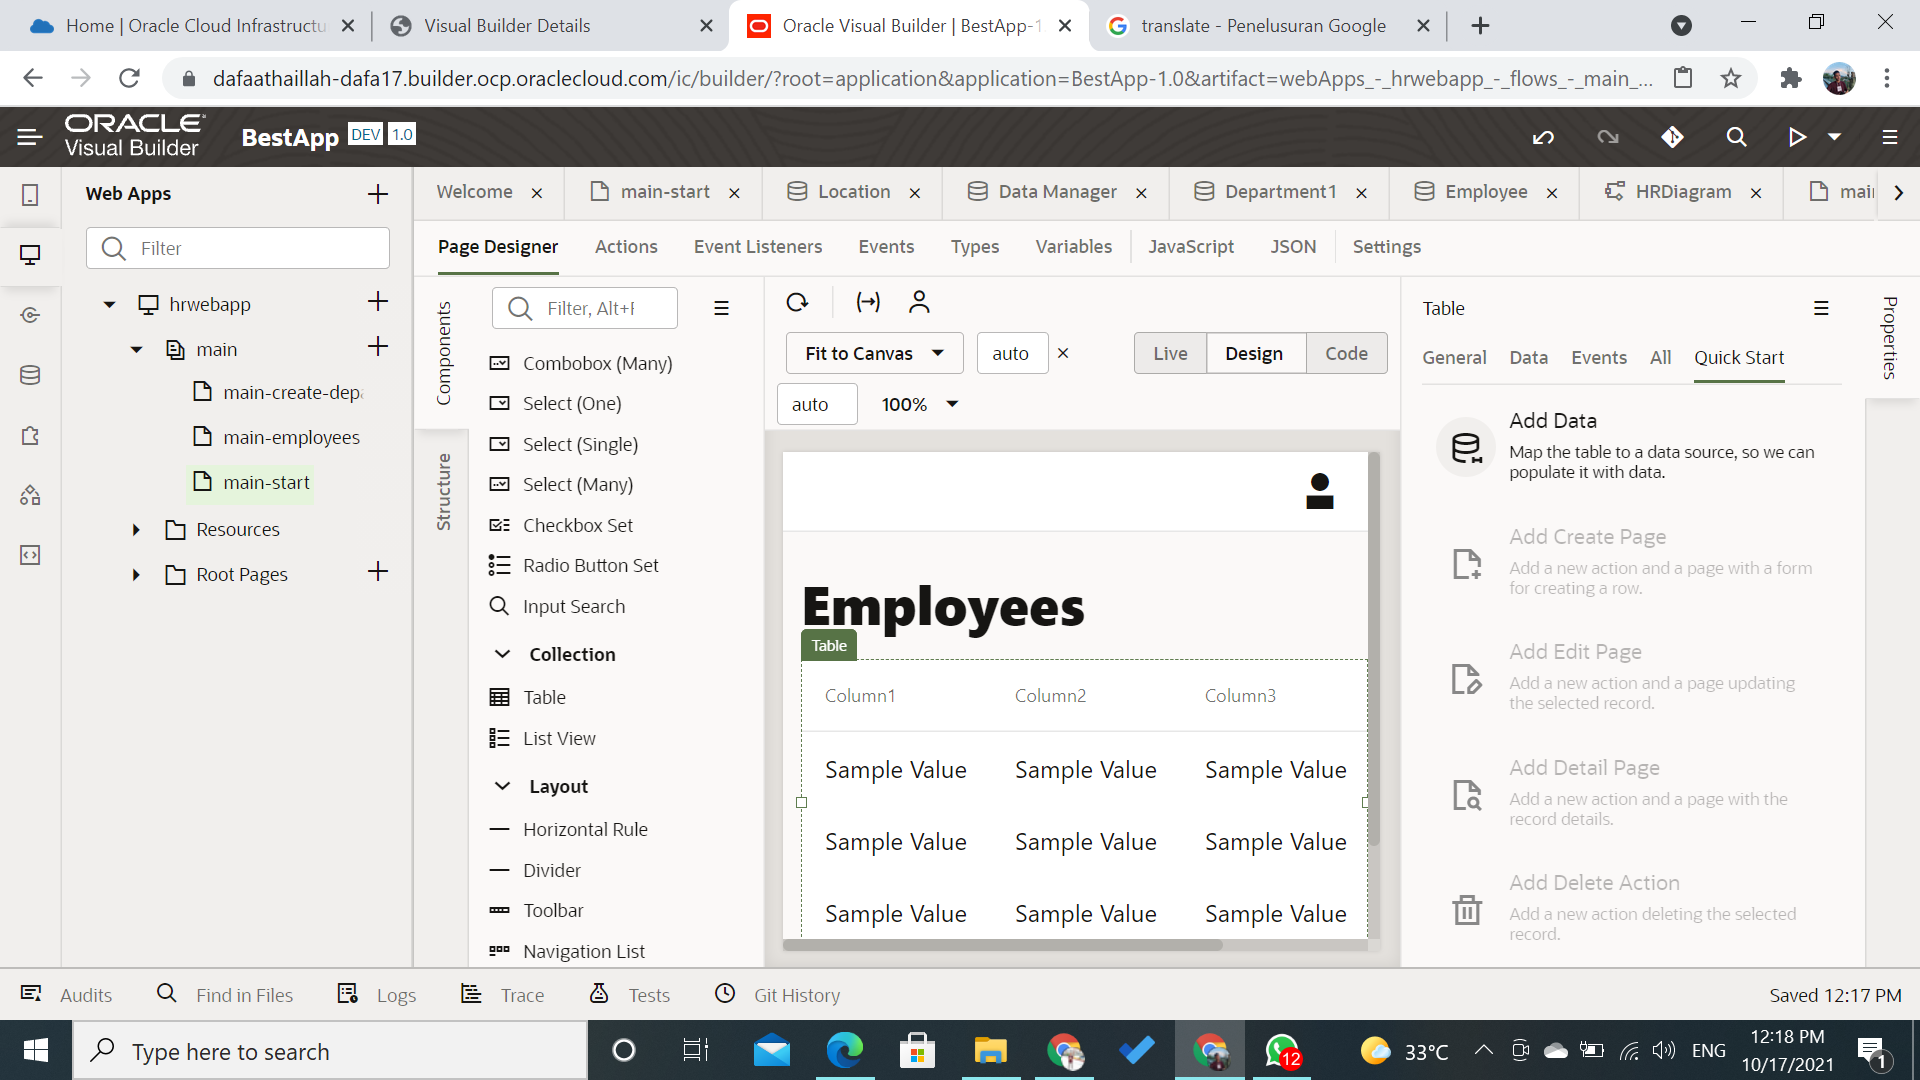 Home | Oracle Cloud Infrastructu
Visual Builder Details
Oracle Visual Builder | BestApp-1
translate - Penelusuran Google
dafaathaillah-dafa17.builder.ocp.oraclecloud.com/ic/builder/?root=application&application=BestApp-1.0&artifact=webApps_-_hrwebapp_-_flows_-_main_...
ORACLE
Visual Builder
BestApp DEV 1.0
Web Apps
Filter
hrwebapp
main
main-create-depa
main-employees
main-start
Resources
Root Pages
Welcome
main-start
Location
Data Manager
Department1
Employee
HRDiagram
mai
Page Designer
Actions
Event Listeners
Events
Types
Variables
JavaScript
JSON
Settings
Components
Structure
Filter, Alt+F
Combobox (Many)
Select (One)
Select (Single)
Select (Many)
Checkbox Set
Radio Button Set
Input Search
Collection
Table
List View
Layout
Horizontal Rule
Divider
Toolbar
Navigation List
Fit to Canvas
auto
Live
Design
Code
auto
100%
Employees
Table
Column1 Column2 Column3
Sample Value Sample Value Sample Value
Sample Value Sample Value Sample Value
Sample Value Sample Value Sample Value
Table
General
Data
Events
All
Quick Start
Add Data
Map the table to a data source, so we can
populate it with data.
Add Create Page
Add a new action and a page with a form
for creating a row.
Add Edit Page
Add a new action and a page updating
the selected record.
Add Detail Page
Add a new action and a page with the
record details.
Add Delete Action
Add a new action deleting the selected
record.
Properties
Audits
Find in Files
Logs
Trace
Tests
Git History
Saved 12:17 PM
Type here to search
12
33°C
ENG
12:18 PM
10/17/2021
1